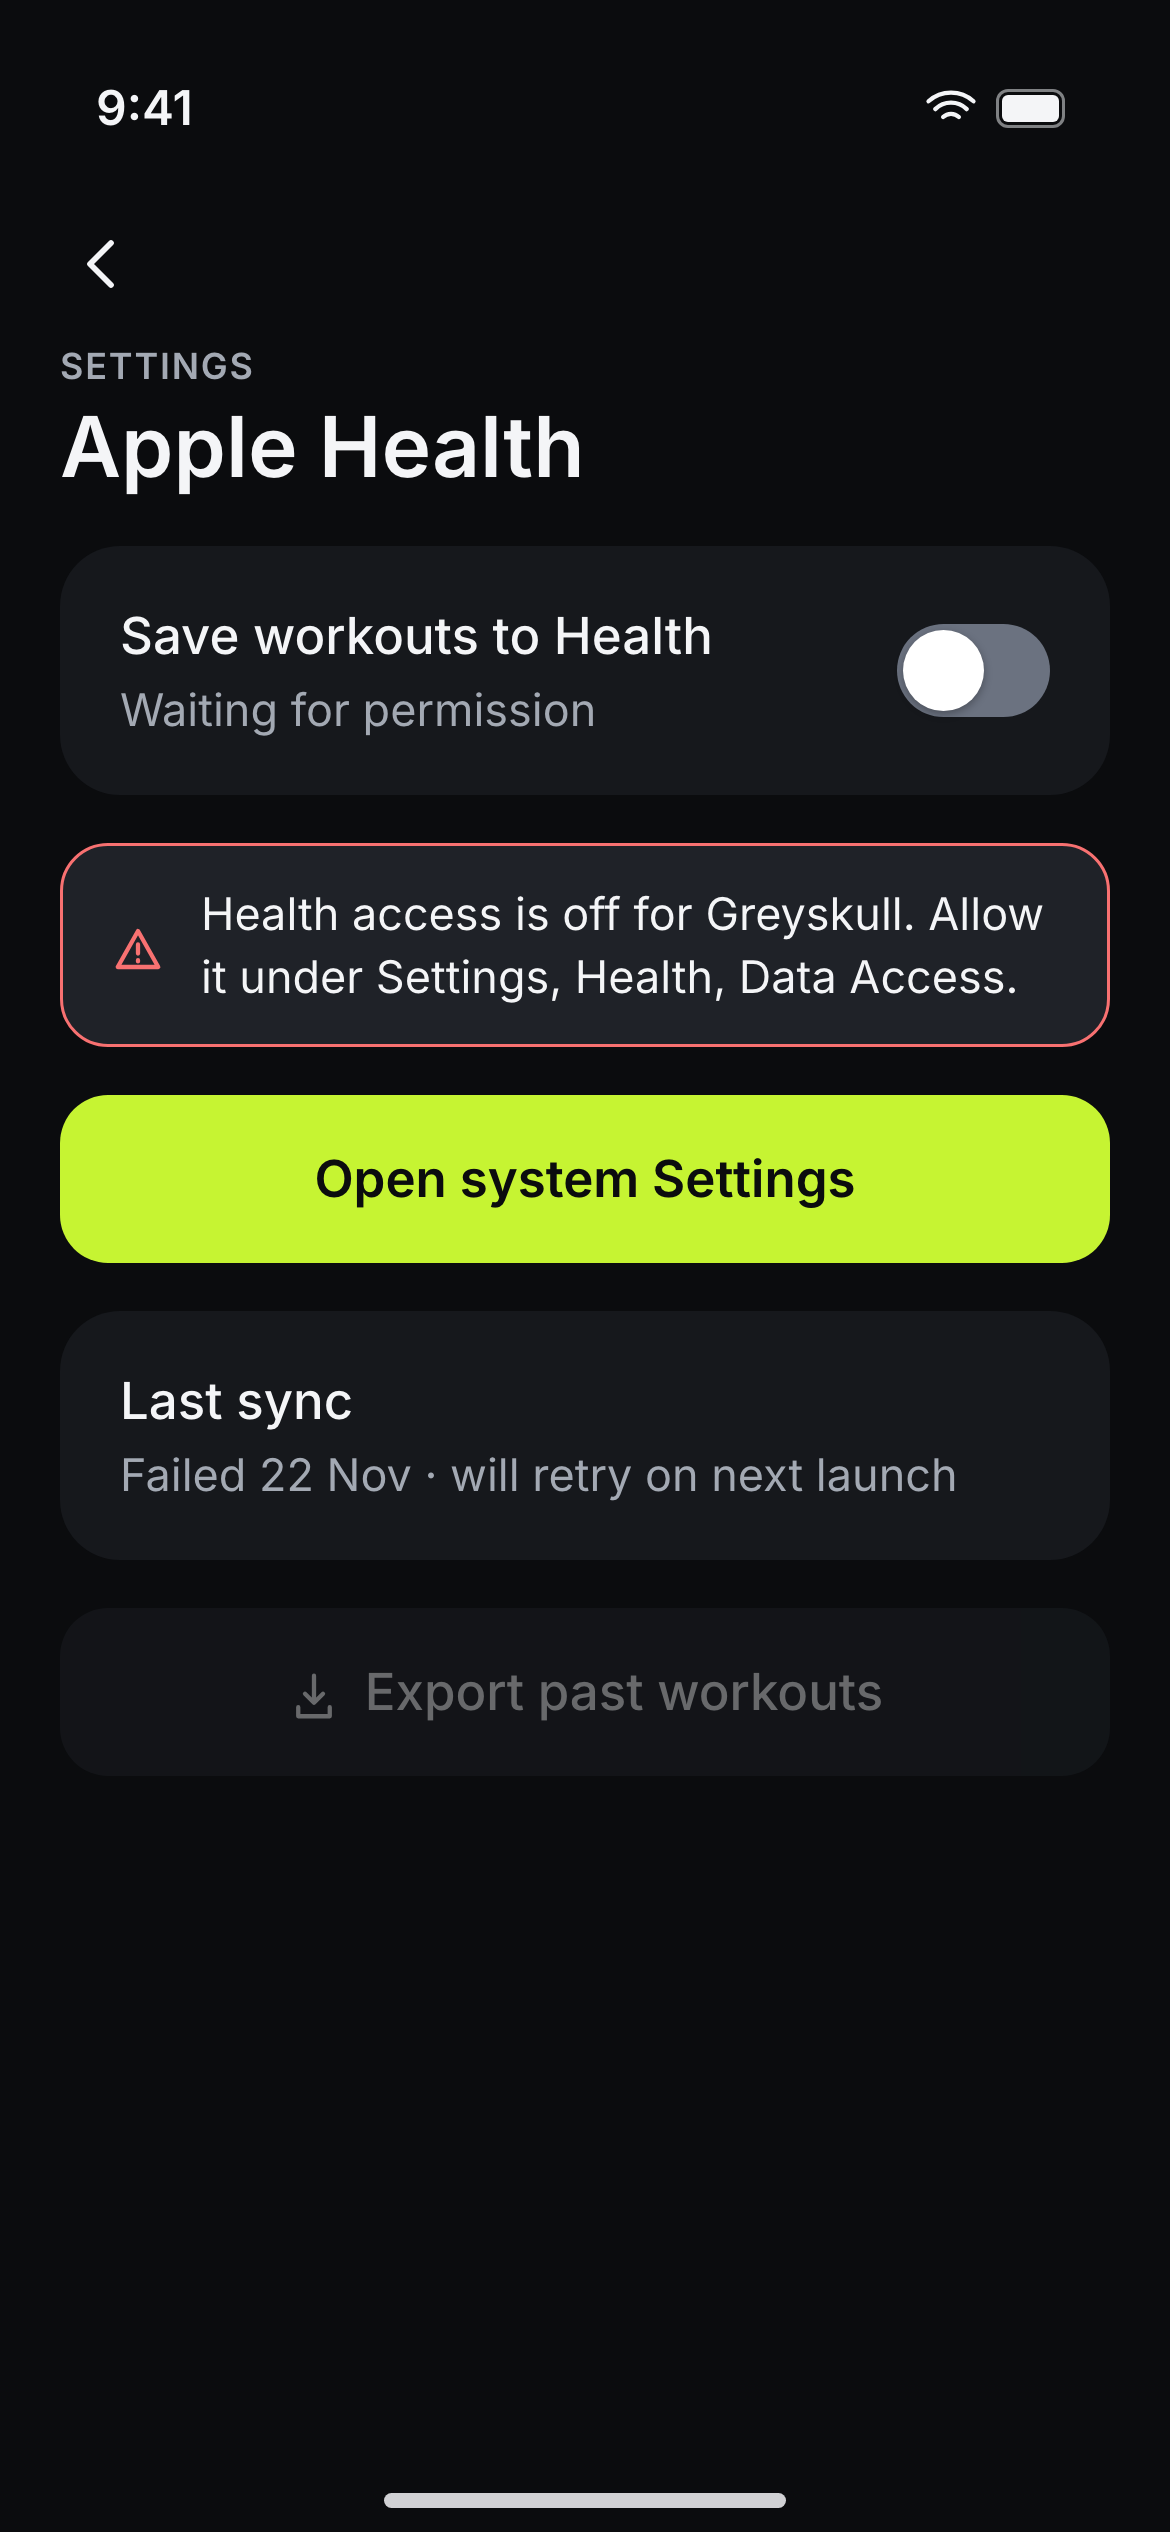 9:41
SETTINGS
Apple Health
Save workouts to Health
Waiting for permission
Health access is off for Greyskull. Allow
it under Settings, Health, Data Access.
Open system Settings
Last sync
Failed 22 Nov · will retry on next launch
Export past workouts